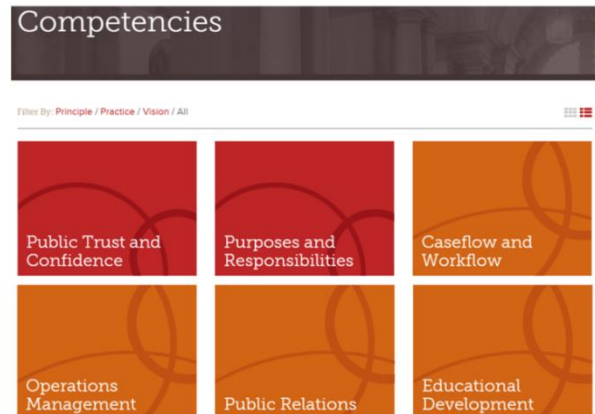 Competencies
Filter By: Principle / Practice / Vision / All
Public Trust and
Confidence
Purposes and
Responsibilities
Caseflow and
Workflow
Operations
Management
Public Relations
Educational
Development